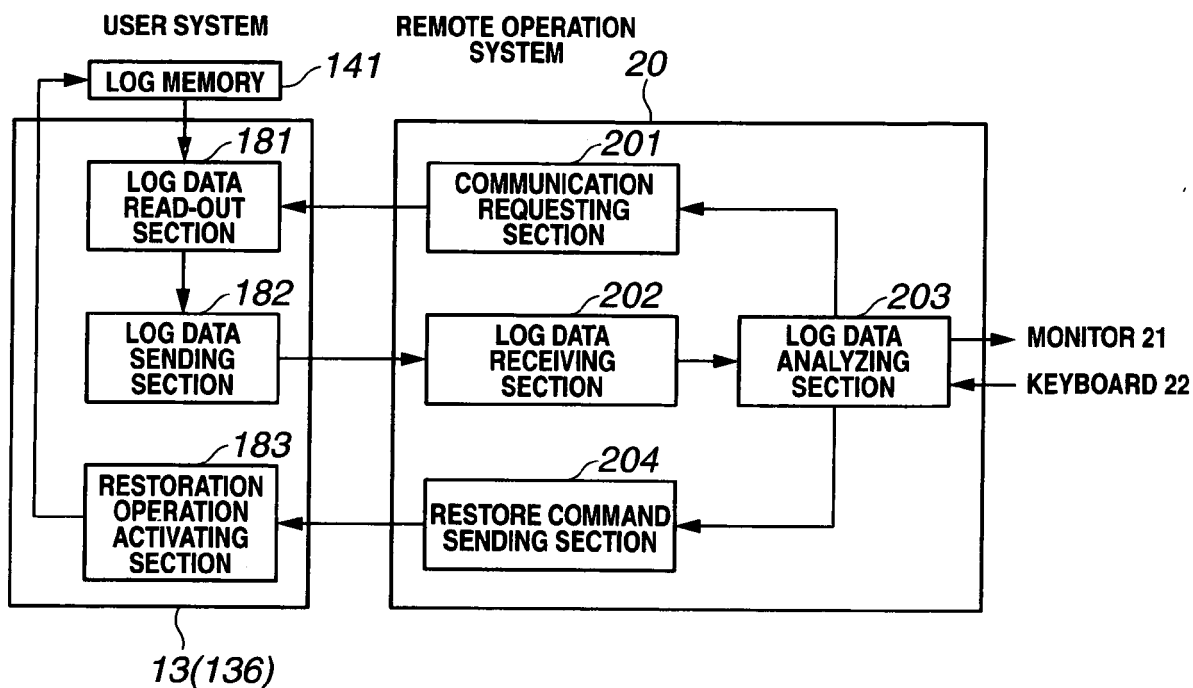 USER SYSTEM
REMOTE OPERATION
SYSTEM
LOG MEMORY
141
20
181
LOG DATA
READ-OUT
SECTION
201
COMMUNICATION
REQUESTING
SECTION
182
LOG DATA
SENDING
SECTION
202
LOG DATA
RECEIVING
SECTION
203
LOG DATA
ANALYZING
SECTION
MONITOR 21
KEYBOARD 22
183
RESTORATION
OPERATION
ACTIVATING
SECTION
204
RESTORE COMMAND
SENDING SECTION
13(136)